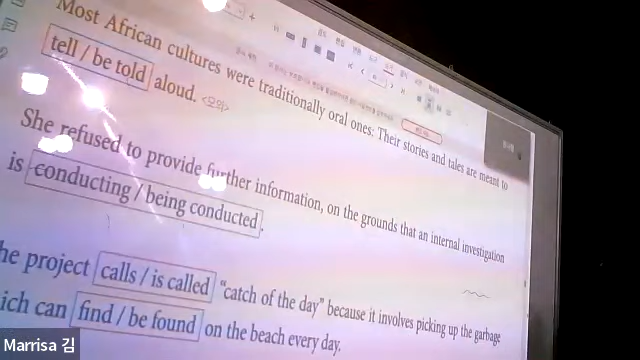 Most African cultures were traditionally oral ones: Their stories and tales are meant to
tell / be told aloud. <모의>
She refused to provide further information, on the grounds that an internal investigation
is conducting / being conducted.
he project calls / is called “catch of the day” because it involves picking up the garbage
ich can find / be found on the beach every day.
Marrisa 김